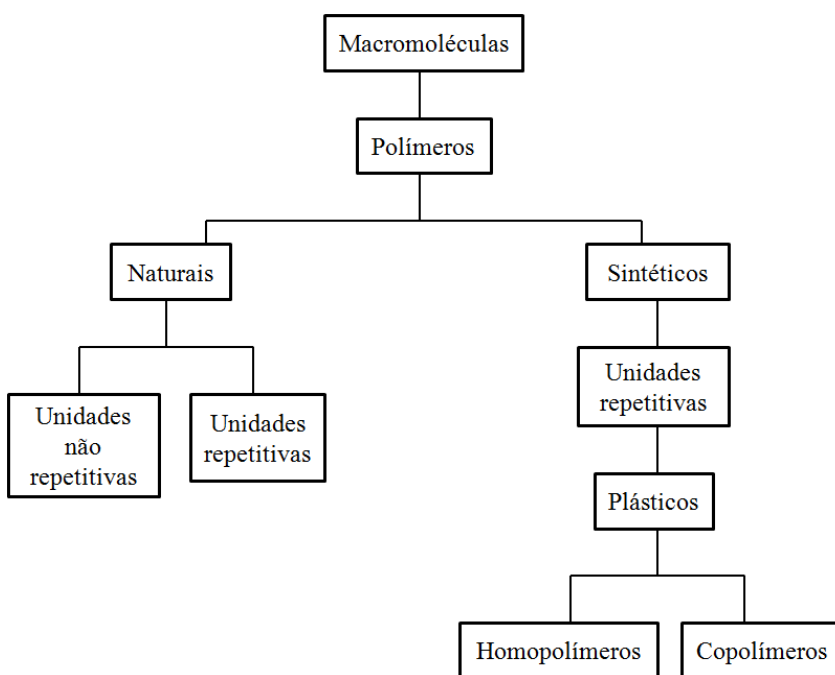 Macromoléculas
Polímeros
Naturais
Sintéticos
Unidades
não
repetitivas
Unidades
repetitivas
Unidades
repetitivas
Plásticos
Homopolímeros
Copolímeros